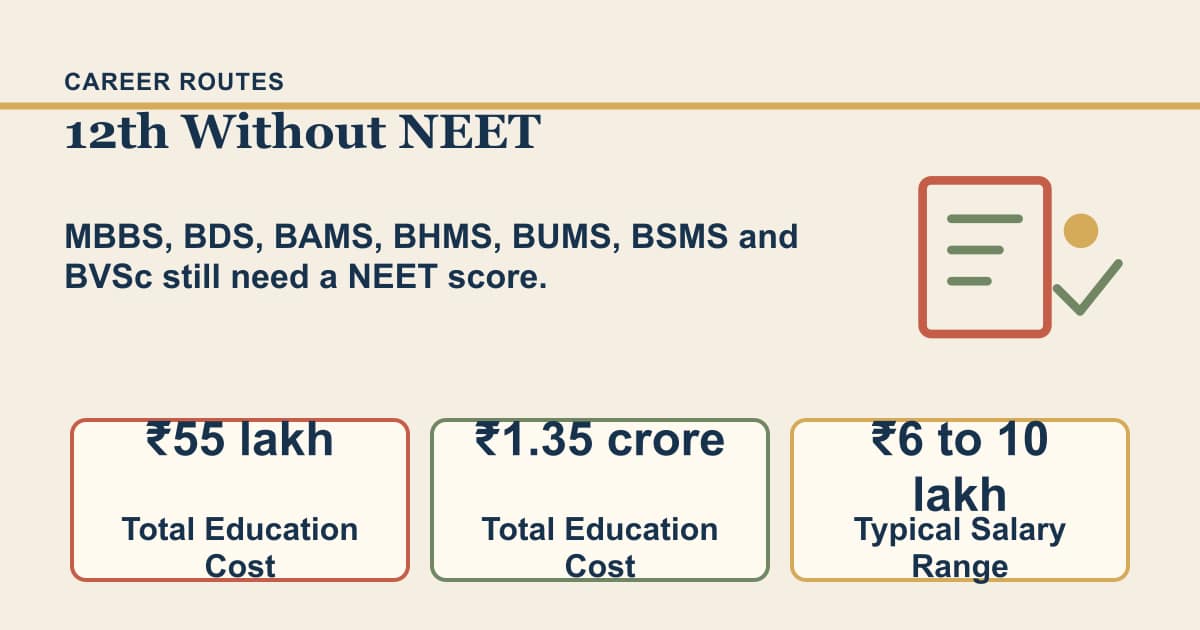 CAREER ROUTES
12th Without NEET
MBBS, BDS, BAMS, BHMS, BUMS, BSMS and
BVSc still need a NEET score.
₹55 lakh
Total Education
Cost
₹1.35 crore
Total Education
Cost
₹6 to 10
lakh
Typical Salary
Range